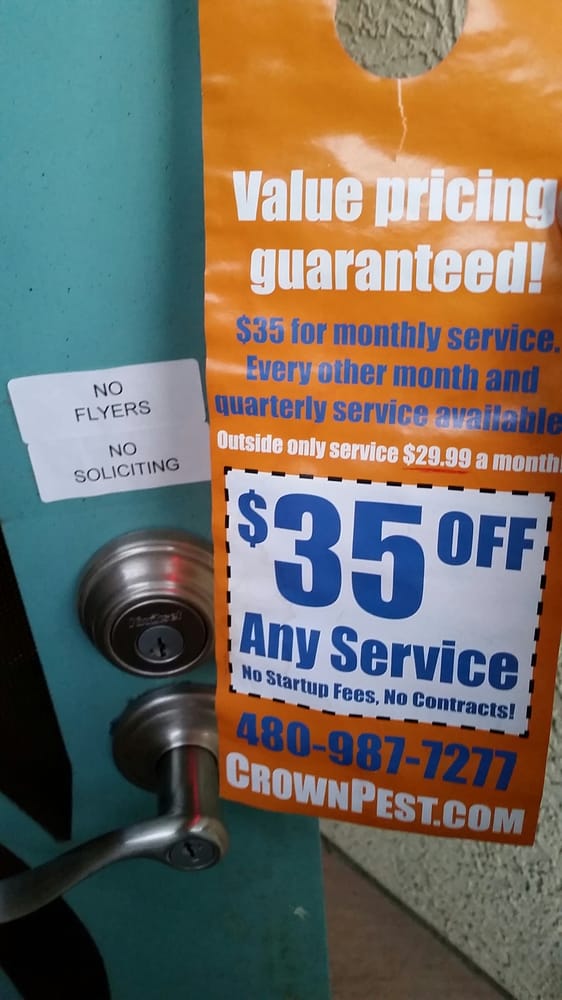 Value pricing
guaranteed!
$35 for monthly service.
Every other month and
quarterly service available
Outside only service $29.99 a month!
$35 OFF
Any Service
No Startup Fees, No Contracts!
480-987-7277
CROWNPEST.COM
NO
FLYERS
NO
SOLICITING
Kwikset